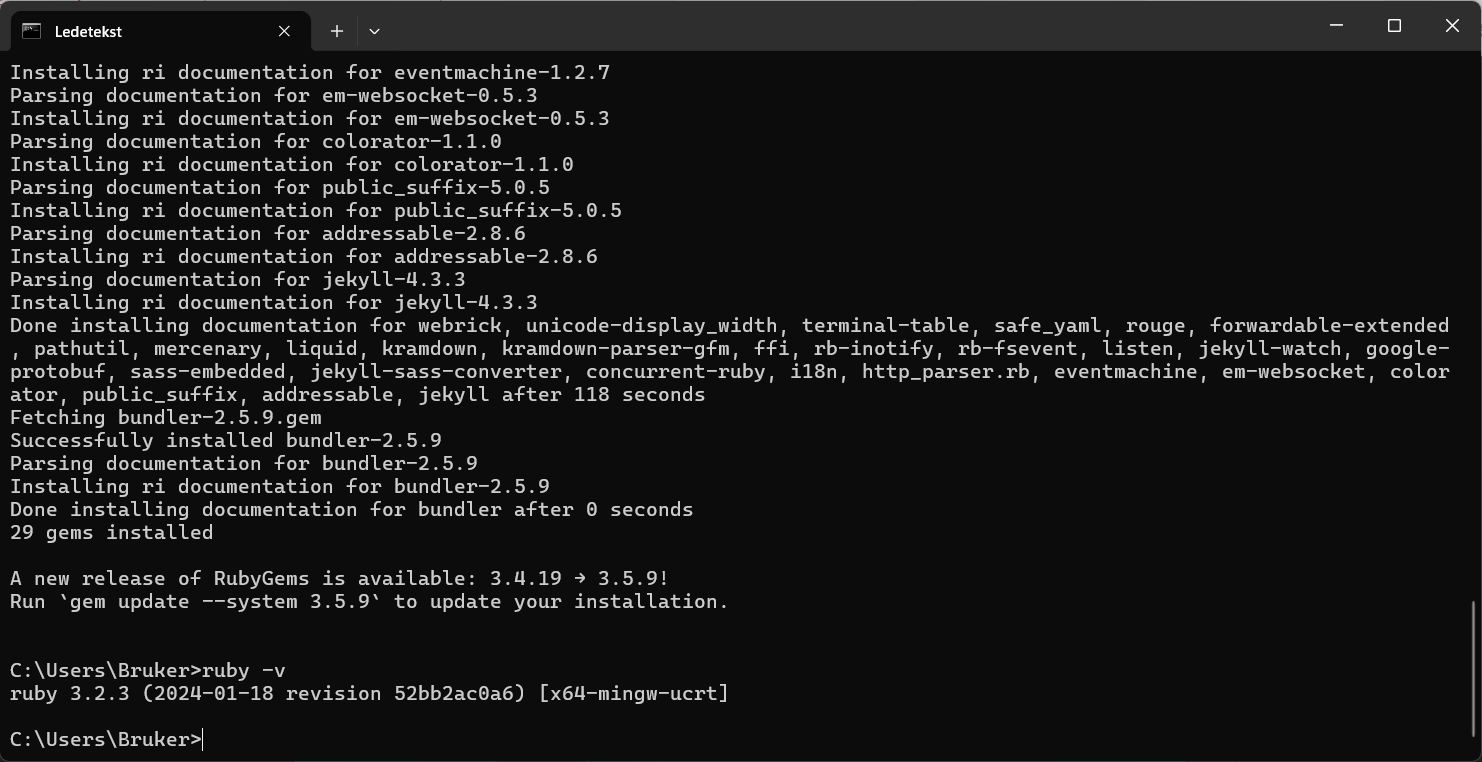 Ledetekst
Installing ri documentation for eventmachine-1.2.7
Parsing documentation for em-websocket-0.5.3
Installing ri documentation for em-websocket-0.5.3
Parsing documentation for colorator-1.1.0
Installing ri documentation for colorator-1.1.0
Parsing documentation for public_suffix-5.0.5
Installing ri documentation for public_suffix-5.0.5
Parsing documentation for addressable-2.8.6
Installing ri documentation for addressable-2.8.6
Parsing documentation for jekyll-4.3.3
Installing ri documentation for jekyll-4.3.3
Done installing documentation for webrick, unicode-display_width, terminal-table, safe_yaml, rouge, forwardable-extended
, pathutil, mercenary, liquid, kramdown, kramdown-parser-gfm, ffi, rb-inotify, rb-fsevent, listen, jekyll-watch, google-
protobuf, sass-embedded, jekyll-sass-converter, concurrent-ruby, i18n, http_parser.rb, eventmachine, em-websocket, color
ator, public_suffix, addressable, jekyll after 118 seconds
Fetching bundler-2.5.9.gem
Successfully installed bundler-2.5.9
Parsing documentation for bundler-2.5.9
Installing ri documentation for bundler-2.5.9
Done installing documentation for bundler after 0 seconds
29 gems installed
A new release of RubyGems is available: 3.4.19 → 3.5.9!
Run `gem update --system 3.5.9` to update your installation.
C:\Users\Bruker>ruby -v
ruby 3.2.3 (2024-01-18 revision 52bb2ac0a6) [x64-mingw-ucrt]
C:\Users\Bruker>